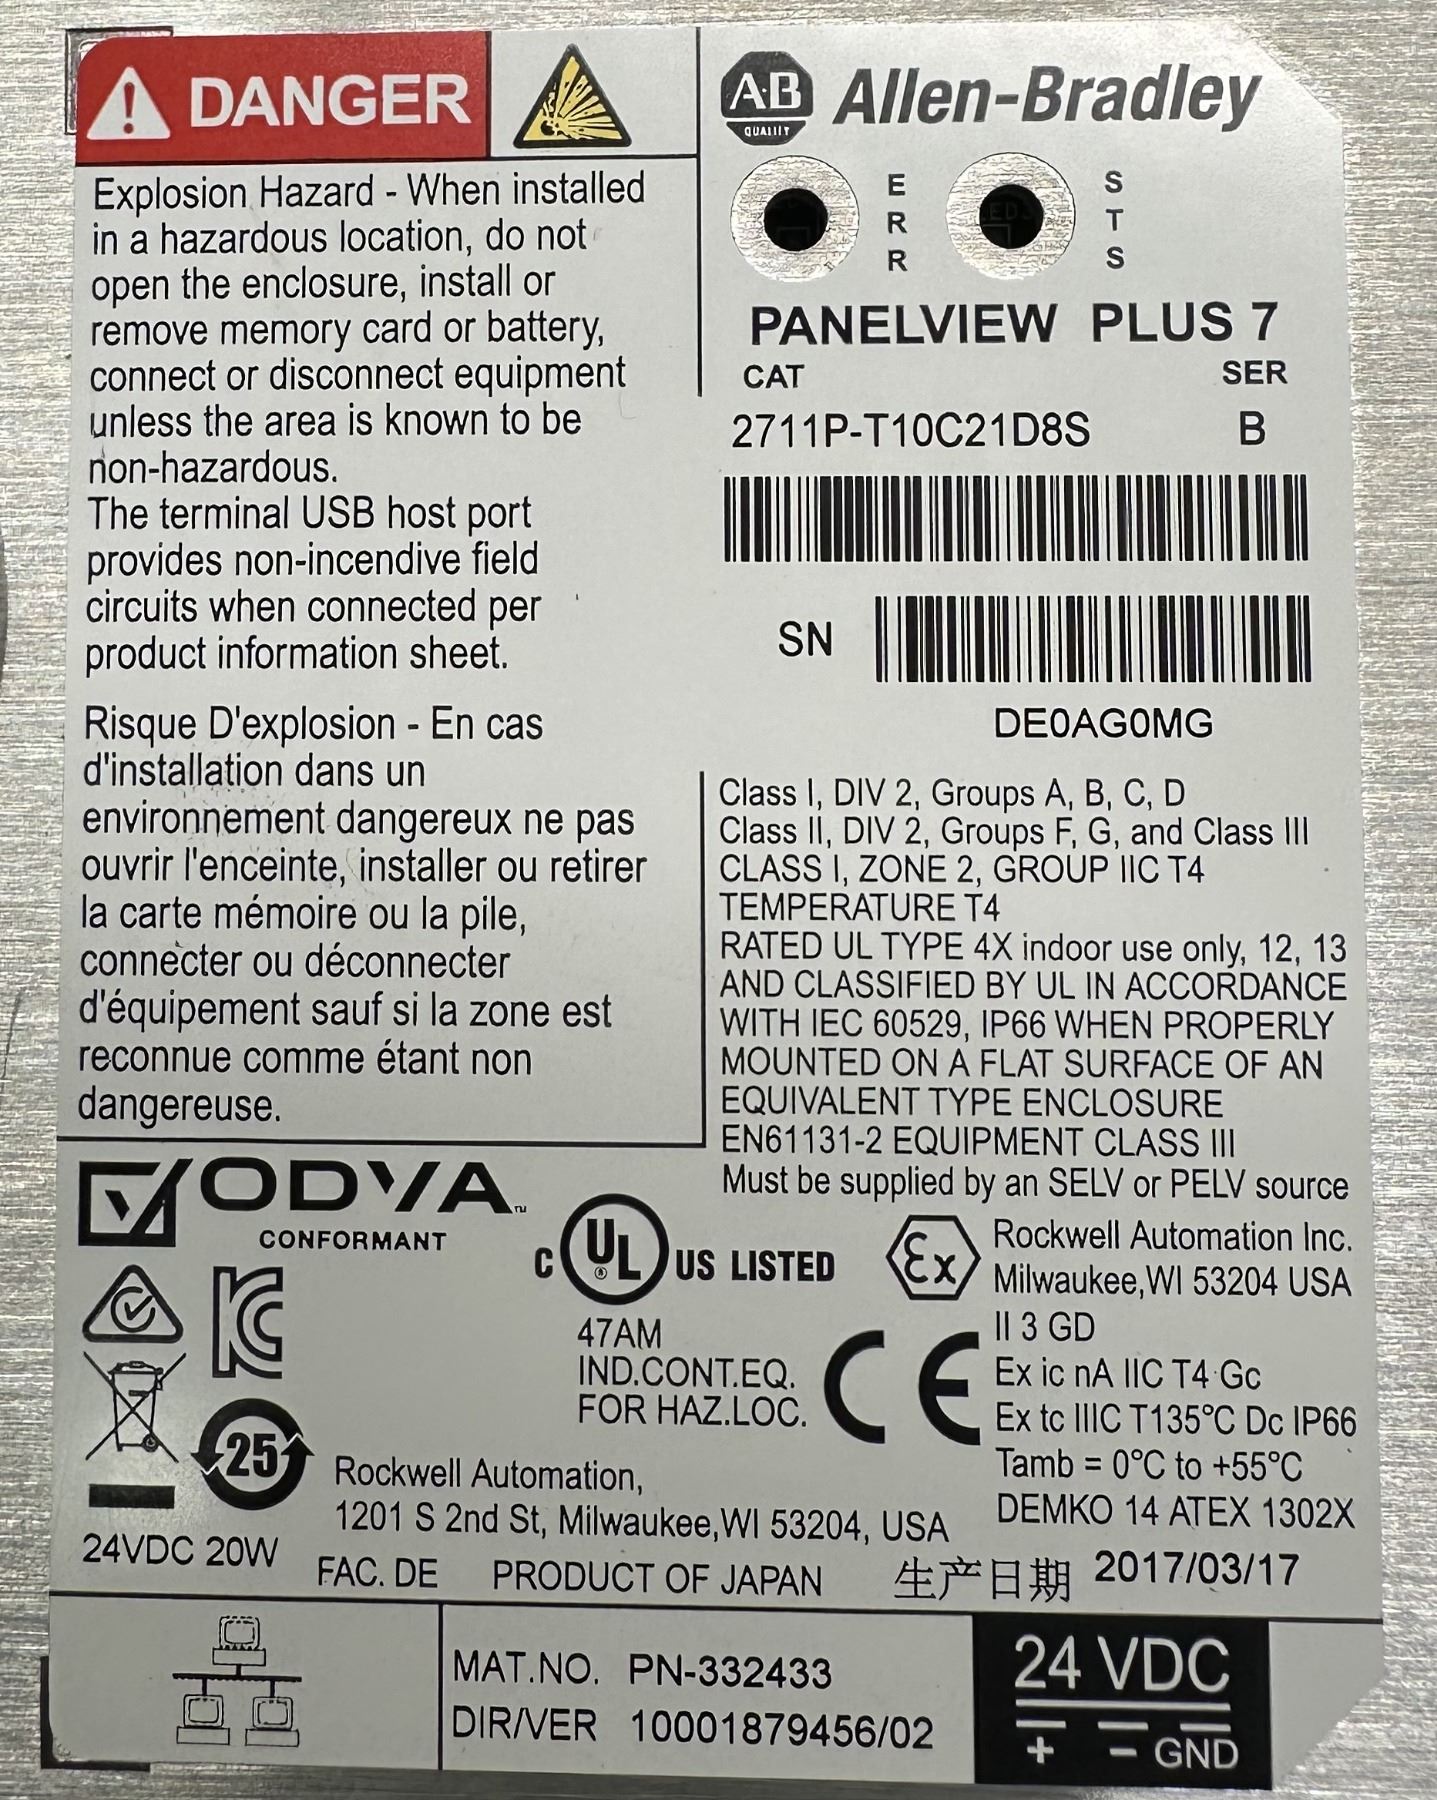 DANGER
Explosion Hazard - When installed
in a hazardous location, do not
open the enclosure, install or
remove memory card or battery,
connect or disconnect equipment
unless the area is known to be
non-hazardous.
The terminal USB host port
provides non-incendive field
circuits when connected per
product information sheet.
Risque D'explosion - En cas
d'installation dans un
environnement dangereux ne pas
ouvrir l'enceinte, installer ou retirer
la carte mémoire ou la pile,
connecter ou déconnecter
d'équipement sauf si la zone est
reconnue comme étant non
dangereuse.
A·B
QUALITY
Allen-Bradley
ERR
STS
PANELVIEW PLUS 7
CAT SER
2711P-T10C21D8S B
SN
DE0AG0MG
Class I, DIV 2, Groups A, B, C, D
Class II, DIV 2, Groups F, G, and Class III
CLASS I, ZONE 2, GROUP IIC T4
TEMPERATURE T4
RATED UL TYPE 4X indoor use only, 12, 13
AND CLASSIFIED BY UL IN ACCORDANCE
WITH IEC 60529, IP66 WHEN PROPERLY
MOUNTED ON A FLAT SURFACE OF AN
EQUIVALENT TYPE ENCLOSURE
EN61131-2 EQUIPMENT CLASS III
Must be supplied by an SELV or PELV source
ODVA™
CONFORMANT
C UL® US LISTED
47AM
IND.CONT.EQ.
FOR HAZ.LOC.
CE
Ex
Rockwell Automation Inc.
Milwaukee,WI 53204 USA
II 3 GD
Ex ic nA IIC T4 Gc
Ex tc IIIC T135°C Dc IP66
Tamb = 0°C to +55°C
DEMKO 14 ATEX 1302X
KC
25
24VDC 20W
Rockwell Automation,
1201 S 2nd St, Milwaukee,WI 53204, USA
FAC. DE PRODUCT OF JAPAN 生产日期 2017/03/17
MAT.NO. PN-332433
DIR/VER 10001879456/02
24 VDC
+ − GND